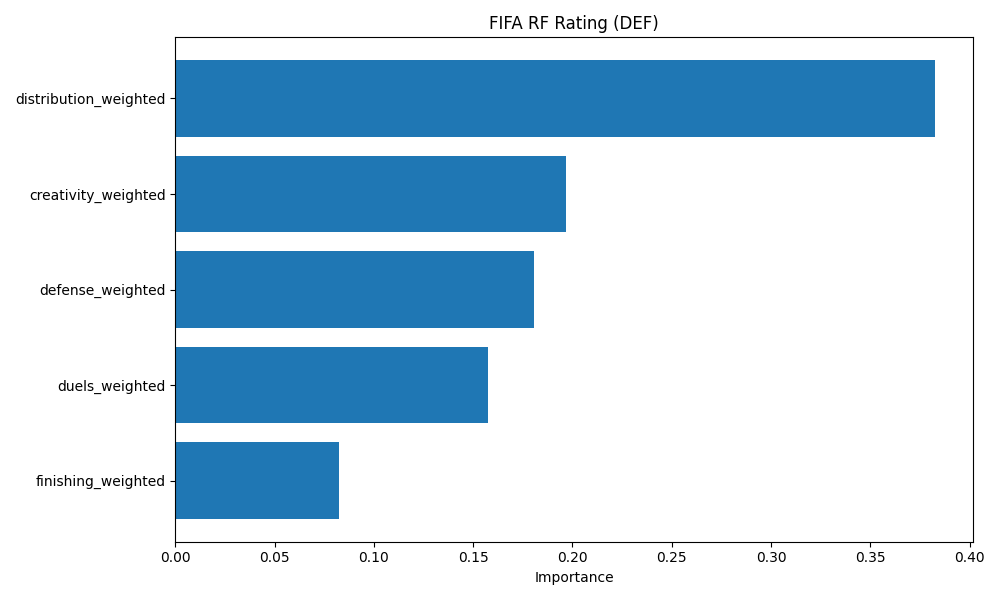 FIFA RF Rating (DEF)
distribution_weighted
creativity_weighted
defense_weighted
duels_weighted
finishing_weighted
0.00 0.05 0.10 0.15 0.20 0.25 0.30 0.35 0.40
Importance